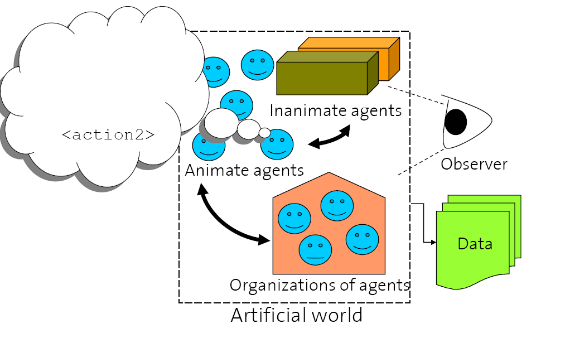 Inanimate agents
<action2>
Observer
Animate agents
Data
Organizations of agents
Artificial world